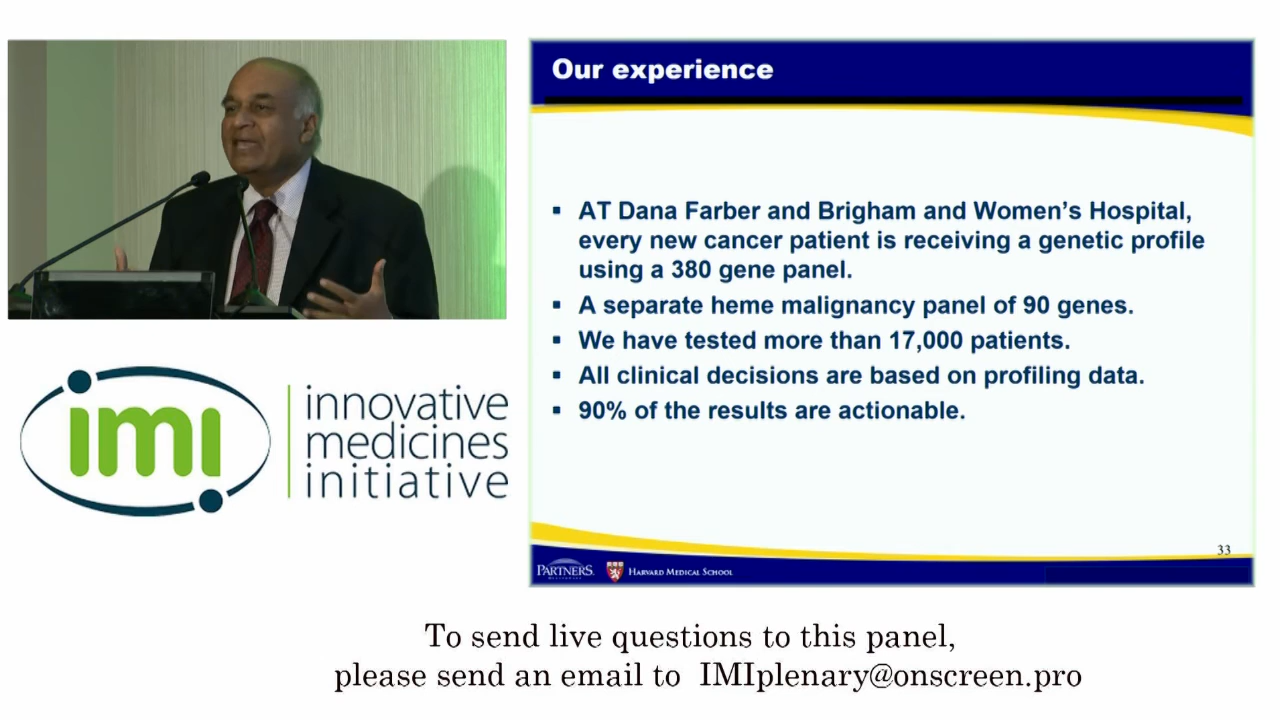 Our experience
▪ AT Dana Farber and Brigham and Women's Hospital,
every new cancer patient is receiving a genetic profile
using a 380 gene panel.
▪ A separate heme malignancy panel of 90 genes.
▪ We have tested more than 17,000 patients.
▪ All clinical decisions are based on profiling data.
▪ 90% of the results are actionable.
33
PARTNERS
HEALTHCARE
HARVARD MEDICAL SCHOOL
imi
innovative
medicines
initiative
To send live questions to this panel,
please send an email to IMIplenary@onscreen.pro